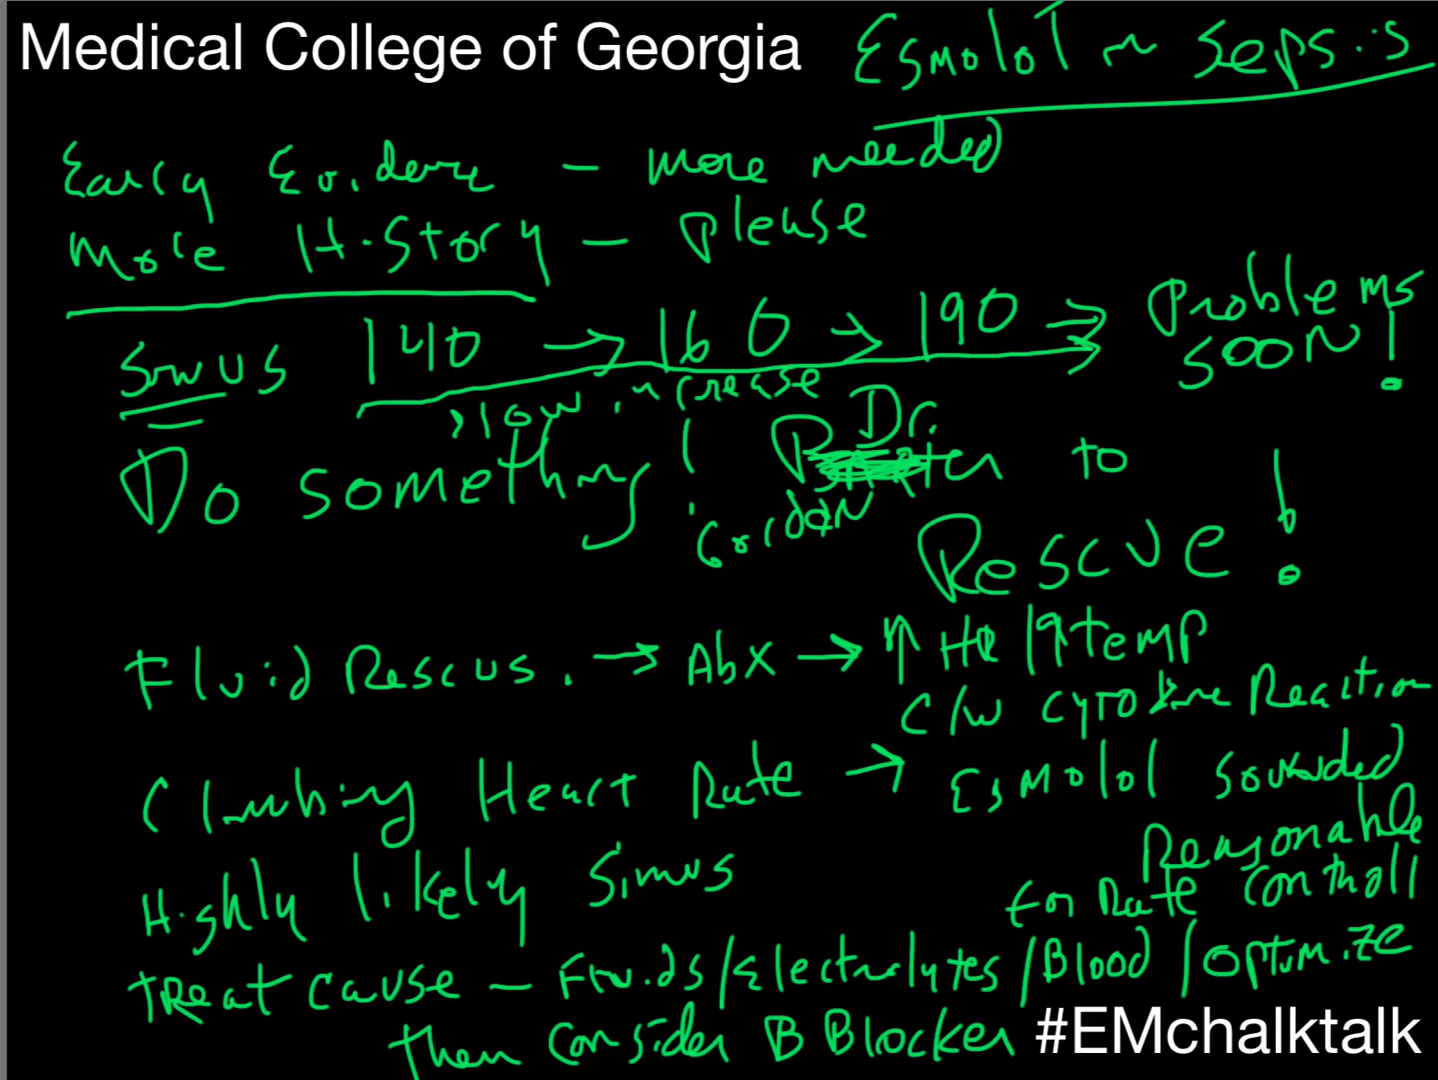 Medical College of Georgia
Esmolol in Sepsis
Early Evidence - more needed
More History - please
Sinus 140 → 160 → 190 ⇒ Problems SOON!
slow increase
Do something! Dr.
Gordan to
Rescue!
Fluid Rescus. → Abx → ↑ HR/↑temp
c/w cytokine Reaction
Climbing Heart Rate → Esmolol sounded
Reasonable
Highly likely Sinus for Rate controll
Treat cause - Fluids/Electrolytes/Blood/optimize
then consider B Blocker
#EMchalktalk